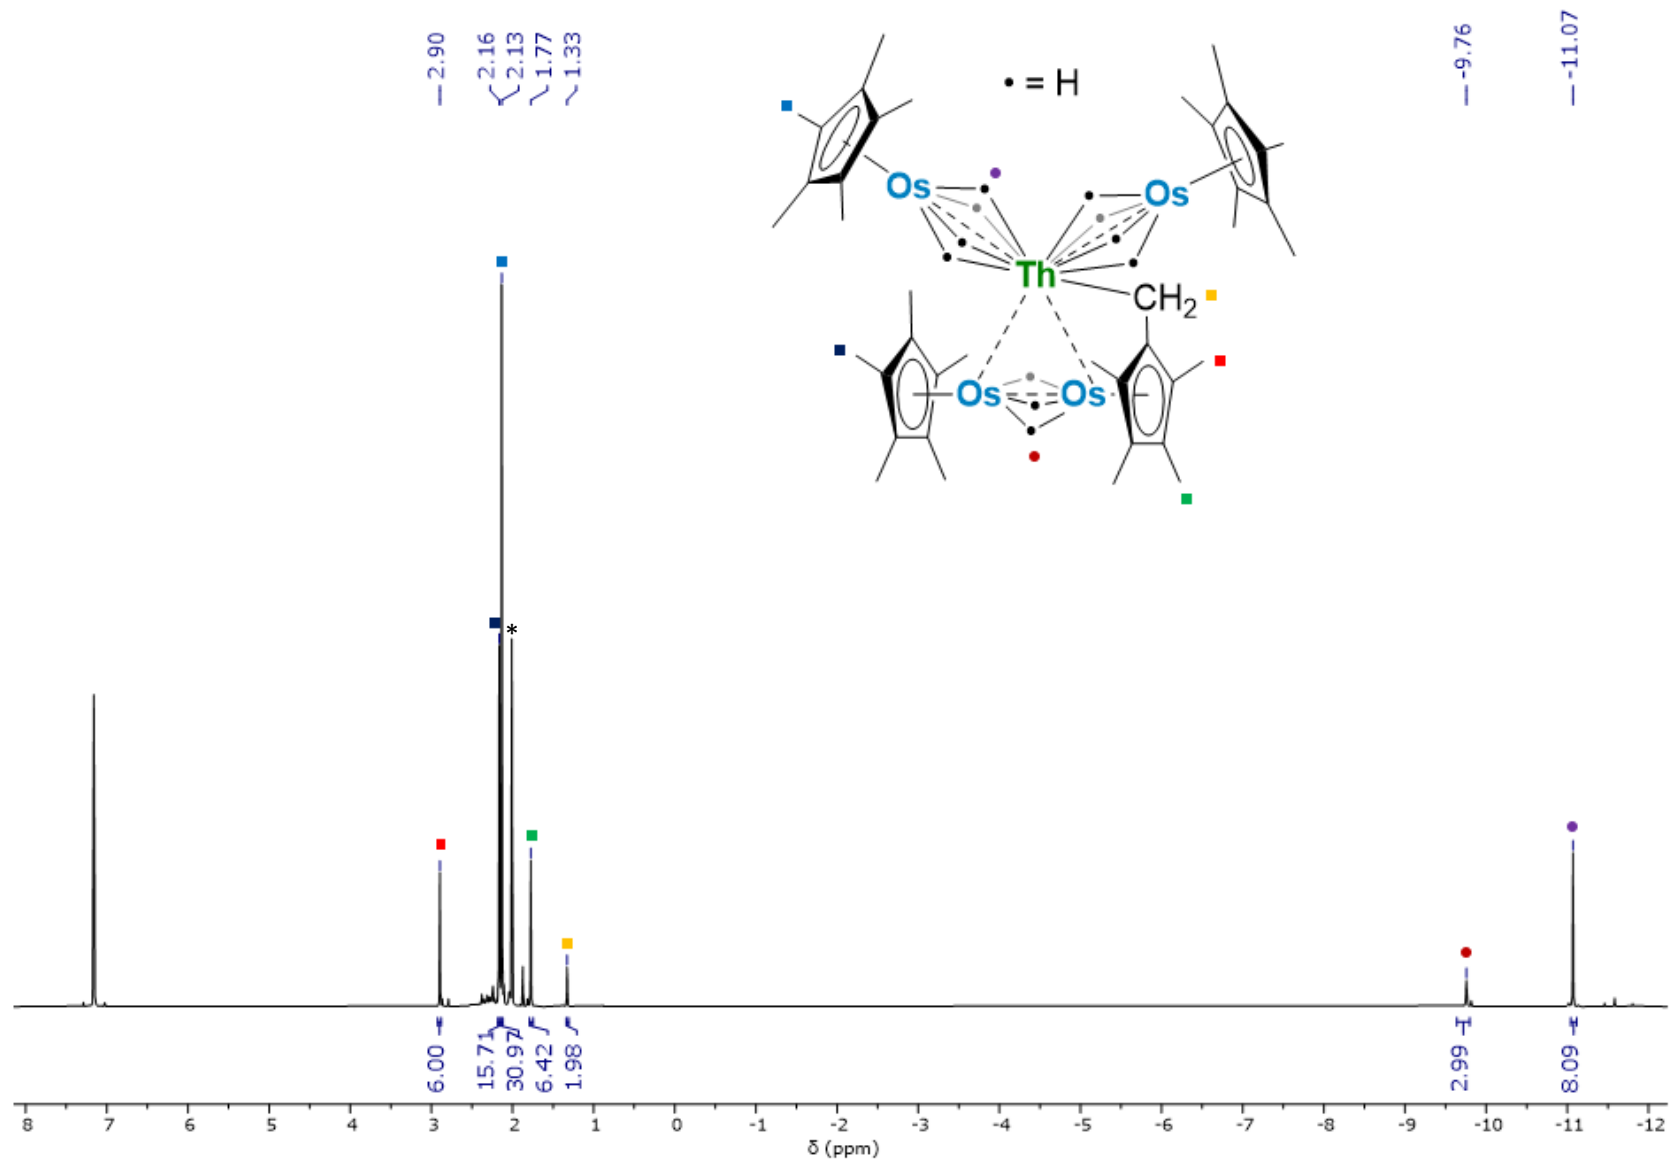 2.90
2.16
2.13
1.77
1.33
-9.76
-11.07
• = H
Os
Os
Th
CH2
Os
Os
*
6.00
15.71
30.97
6.42
1.98
2.99
8.09
8 7 6 5 4 3 2 1 0 -1 -2 -3 -4 -5 -6 -7 -8 -9 -10 -11 -12
δ (ppm)